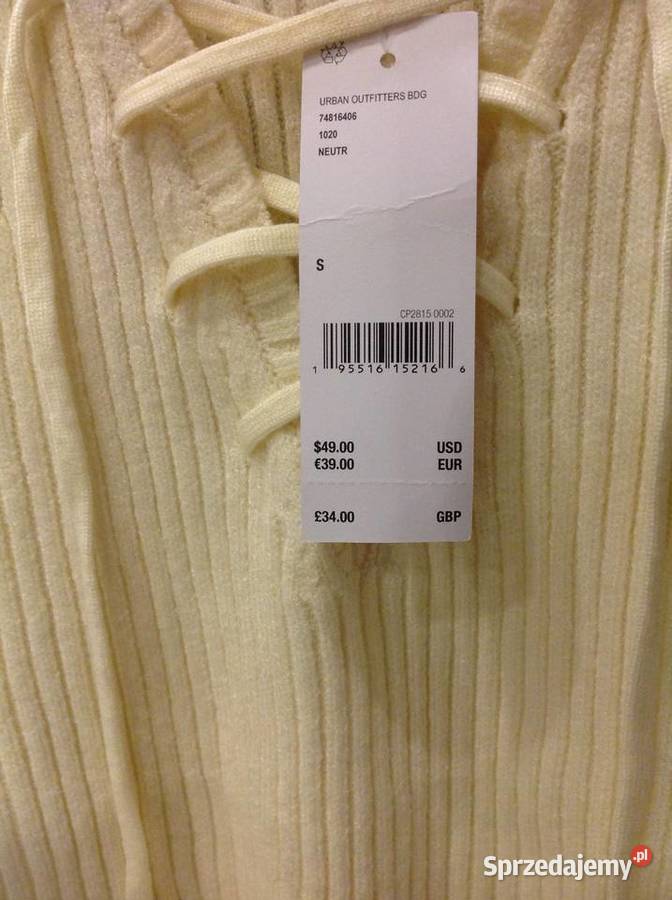 URBAN OUTFITTERS BDG
74816406
1020
NEUTR
S
CP2815 0002
1 95516 15216 6
$49.00 USD
€39.00 EUR
£34.00 GBP
Sprzedajemy.pl